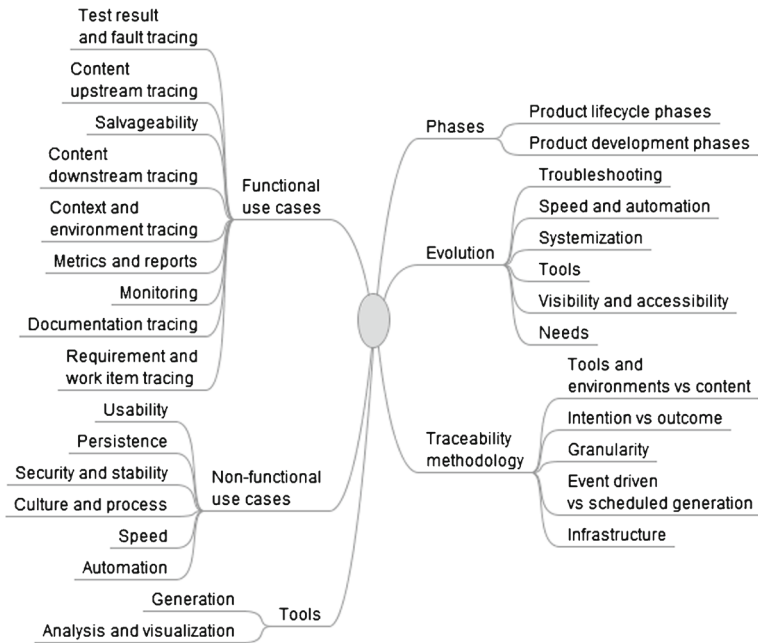 Test result
and fault tracing
Content
upstream tracing
Salvageability
Content
downstream tracing
Context and
environment tracing
Metrics and reports
Monitoring
Documentation tracing
Requirement and
work item tracing
Functional
use cases
Usability
Persistence
Security and stability
Culture and process
Speed
Automation
Non-functional
use cases
Generation
Analysis and visualization
Tools
Phases
Product lifecycle phases
Product development phases
Evolution
Troubleshooting
Speed and automation
Systemization
Tools
Visibility and accessibility
Needs
Traceability
methodology
Tools and
environments vs content
Intention vs outcome
Granularity
Event driven
vs scheduled generation
Infrastructure